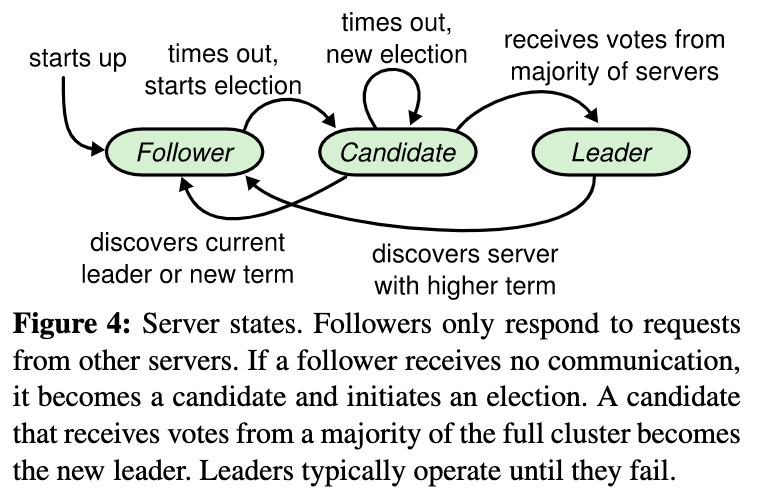 starts up
times out,
starts election
times out,
new election
receives votes from
majority of servers
Follower
Candidate
Leader
discovers current
leader or new term
discovers server
with higher term
Figure 4: Server states. Followers only respond to requests
from other servers. If a follower receives no communication,
it becomes a candidate and initiates an election. A candidate
that receives votes from a majority of the full cluster becomes
the new leader. Leaders typically operate until they fail.